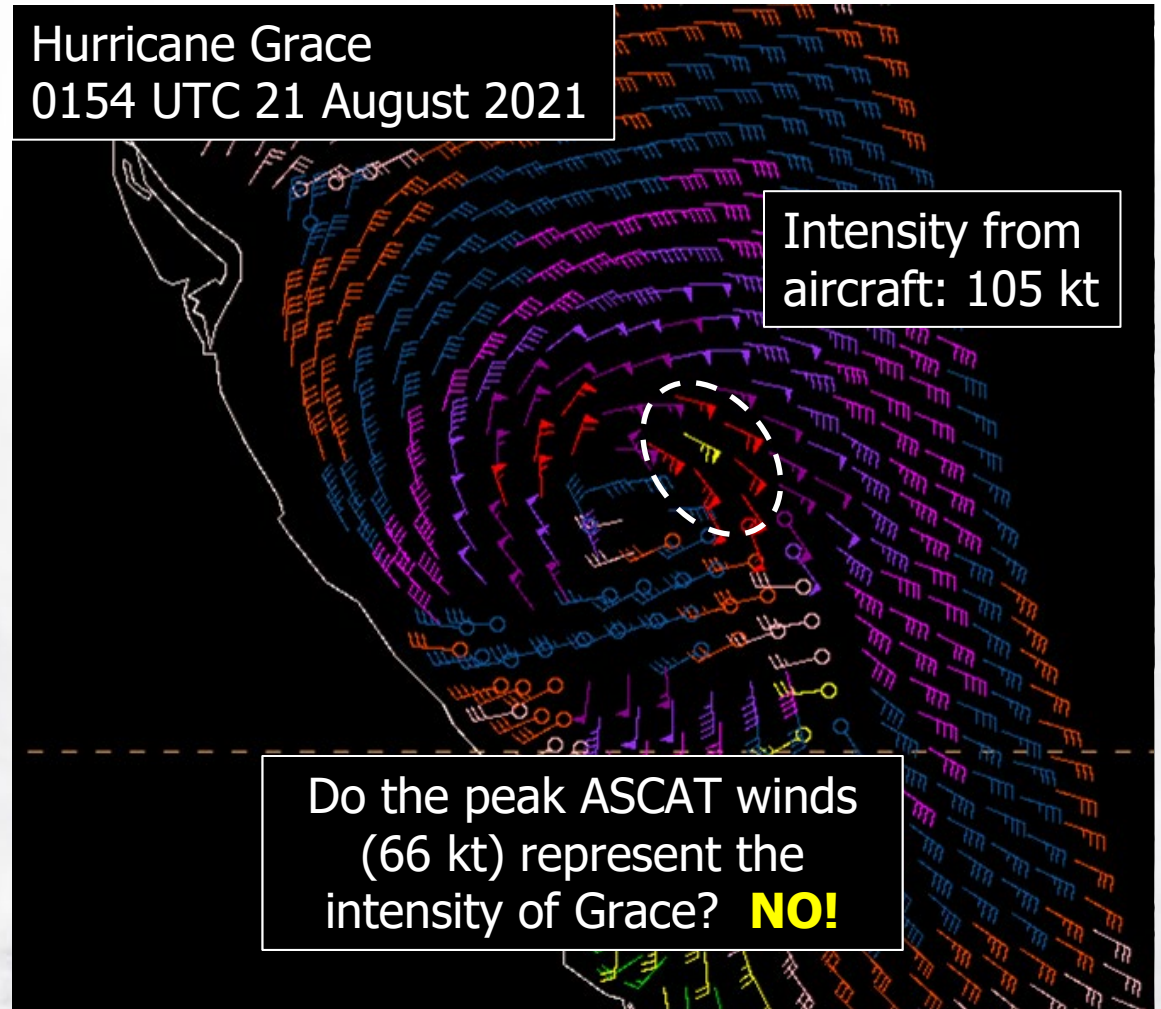 Hurricane Grace
0154 UTC 21 August 2021
Intensity from
aircraft: 105 kt
Do the peak ASCAT winds
(66 kt) represent the
intensity of Grace? NO!